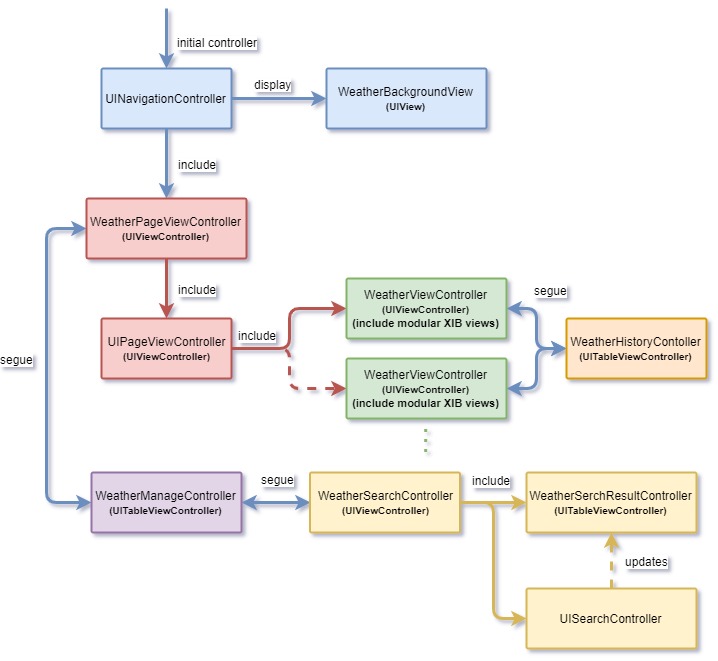 initial controller
UINavigationController
display
WeatherBackgroundView
(UIView)
include
WeatherPageViewController
(UIViewController)
include
UIPageViewController
(UIViewController)
include
WeatherViewController
(UIViewController)
(include modular XIB views)
WeatherViewController
(UIViewController)
(include modular XIB views)
segue
WeatherHistoryContoller
(UITableViewController)
segue
WeatherManageController
(UITableViewController)
segue
WeatherSearchController
(UIViewController)
include
WeatherSerchResultController
(UITableViewController)
updates
UISearchController